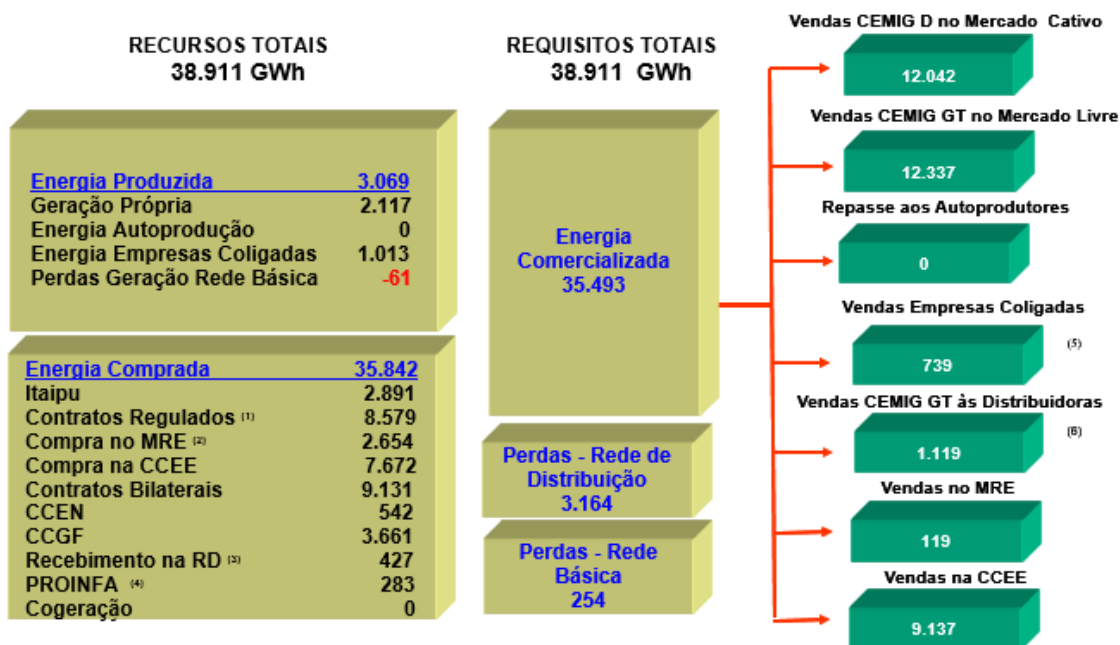 RECURSOS TOTAIS
38.911 GWh
Energia Produzida 3.069
Geração Própria 2.117
Energia Autoprodução 0
Energia Empresas Coligadas 1.013
Perdas Geração Rede Básica -61
Energia Comprada 35.842
Itaipu 2.891
Contratos Regulados (1) 8.579
Compra no MRE (2) 2.654
Compra na CCEE 7.672
Contratos Bilaterais 9.131
CCEN 542
CCGF 3.661
Recebimento na RD (3) 427
PROINFA (4) 283
Cogeração 0
REQUISITOS TOTAIS
38.911 GWh
Energia
Comercializada
35.493
Perdas - Rede de
Distribuição
3.164
Perdas - Rede
Básica
254
Vendas CEMIG D no Mercado Cativo
12.042
Vendas CEMIG GT no Mercado Livre
12.337
Repasse aos Autoprodutores
0
Vendas Empresas Coligadas
739 (5)
Vendas CEMIG GT às Distribuidoras
1.119 (6)
Vendas no MRE
119
Vendas na CCEE
9.137